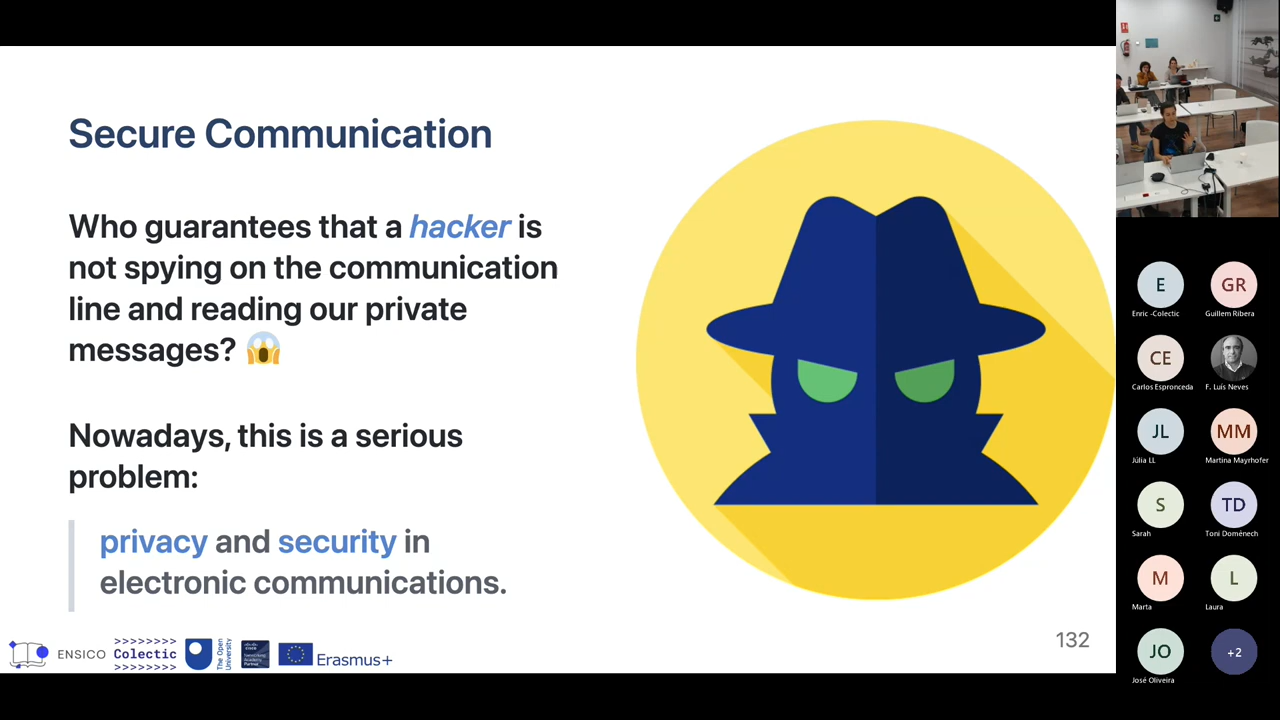 Secure Communication
Who guarantees that a hacker is
not spying on the communication
line and reading our private
messages? 😱
Nowadays, this is a serious
problem:
privacy and security in
electronic communications.
132
ENSICO
>>>>>>>>
Colectic
>>>>>>>>
The Open
University
Erasmus+
E
Enric -Colectic
GR
Guillem Ribera
CE
Carlos Espronceda
F. Luís Neves
JL
Júlia LL
MM
Martina Mayrhofer
S
Sarah
TD
Toni Domènech
M
Marta
L
Laura
JO
José Oliveira
+2